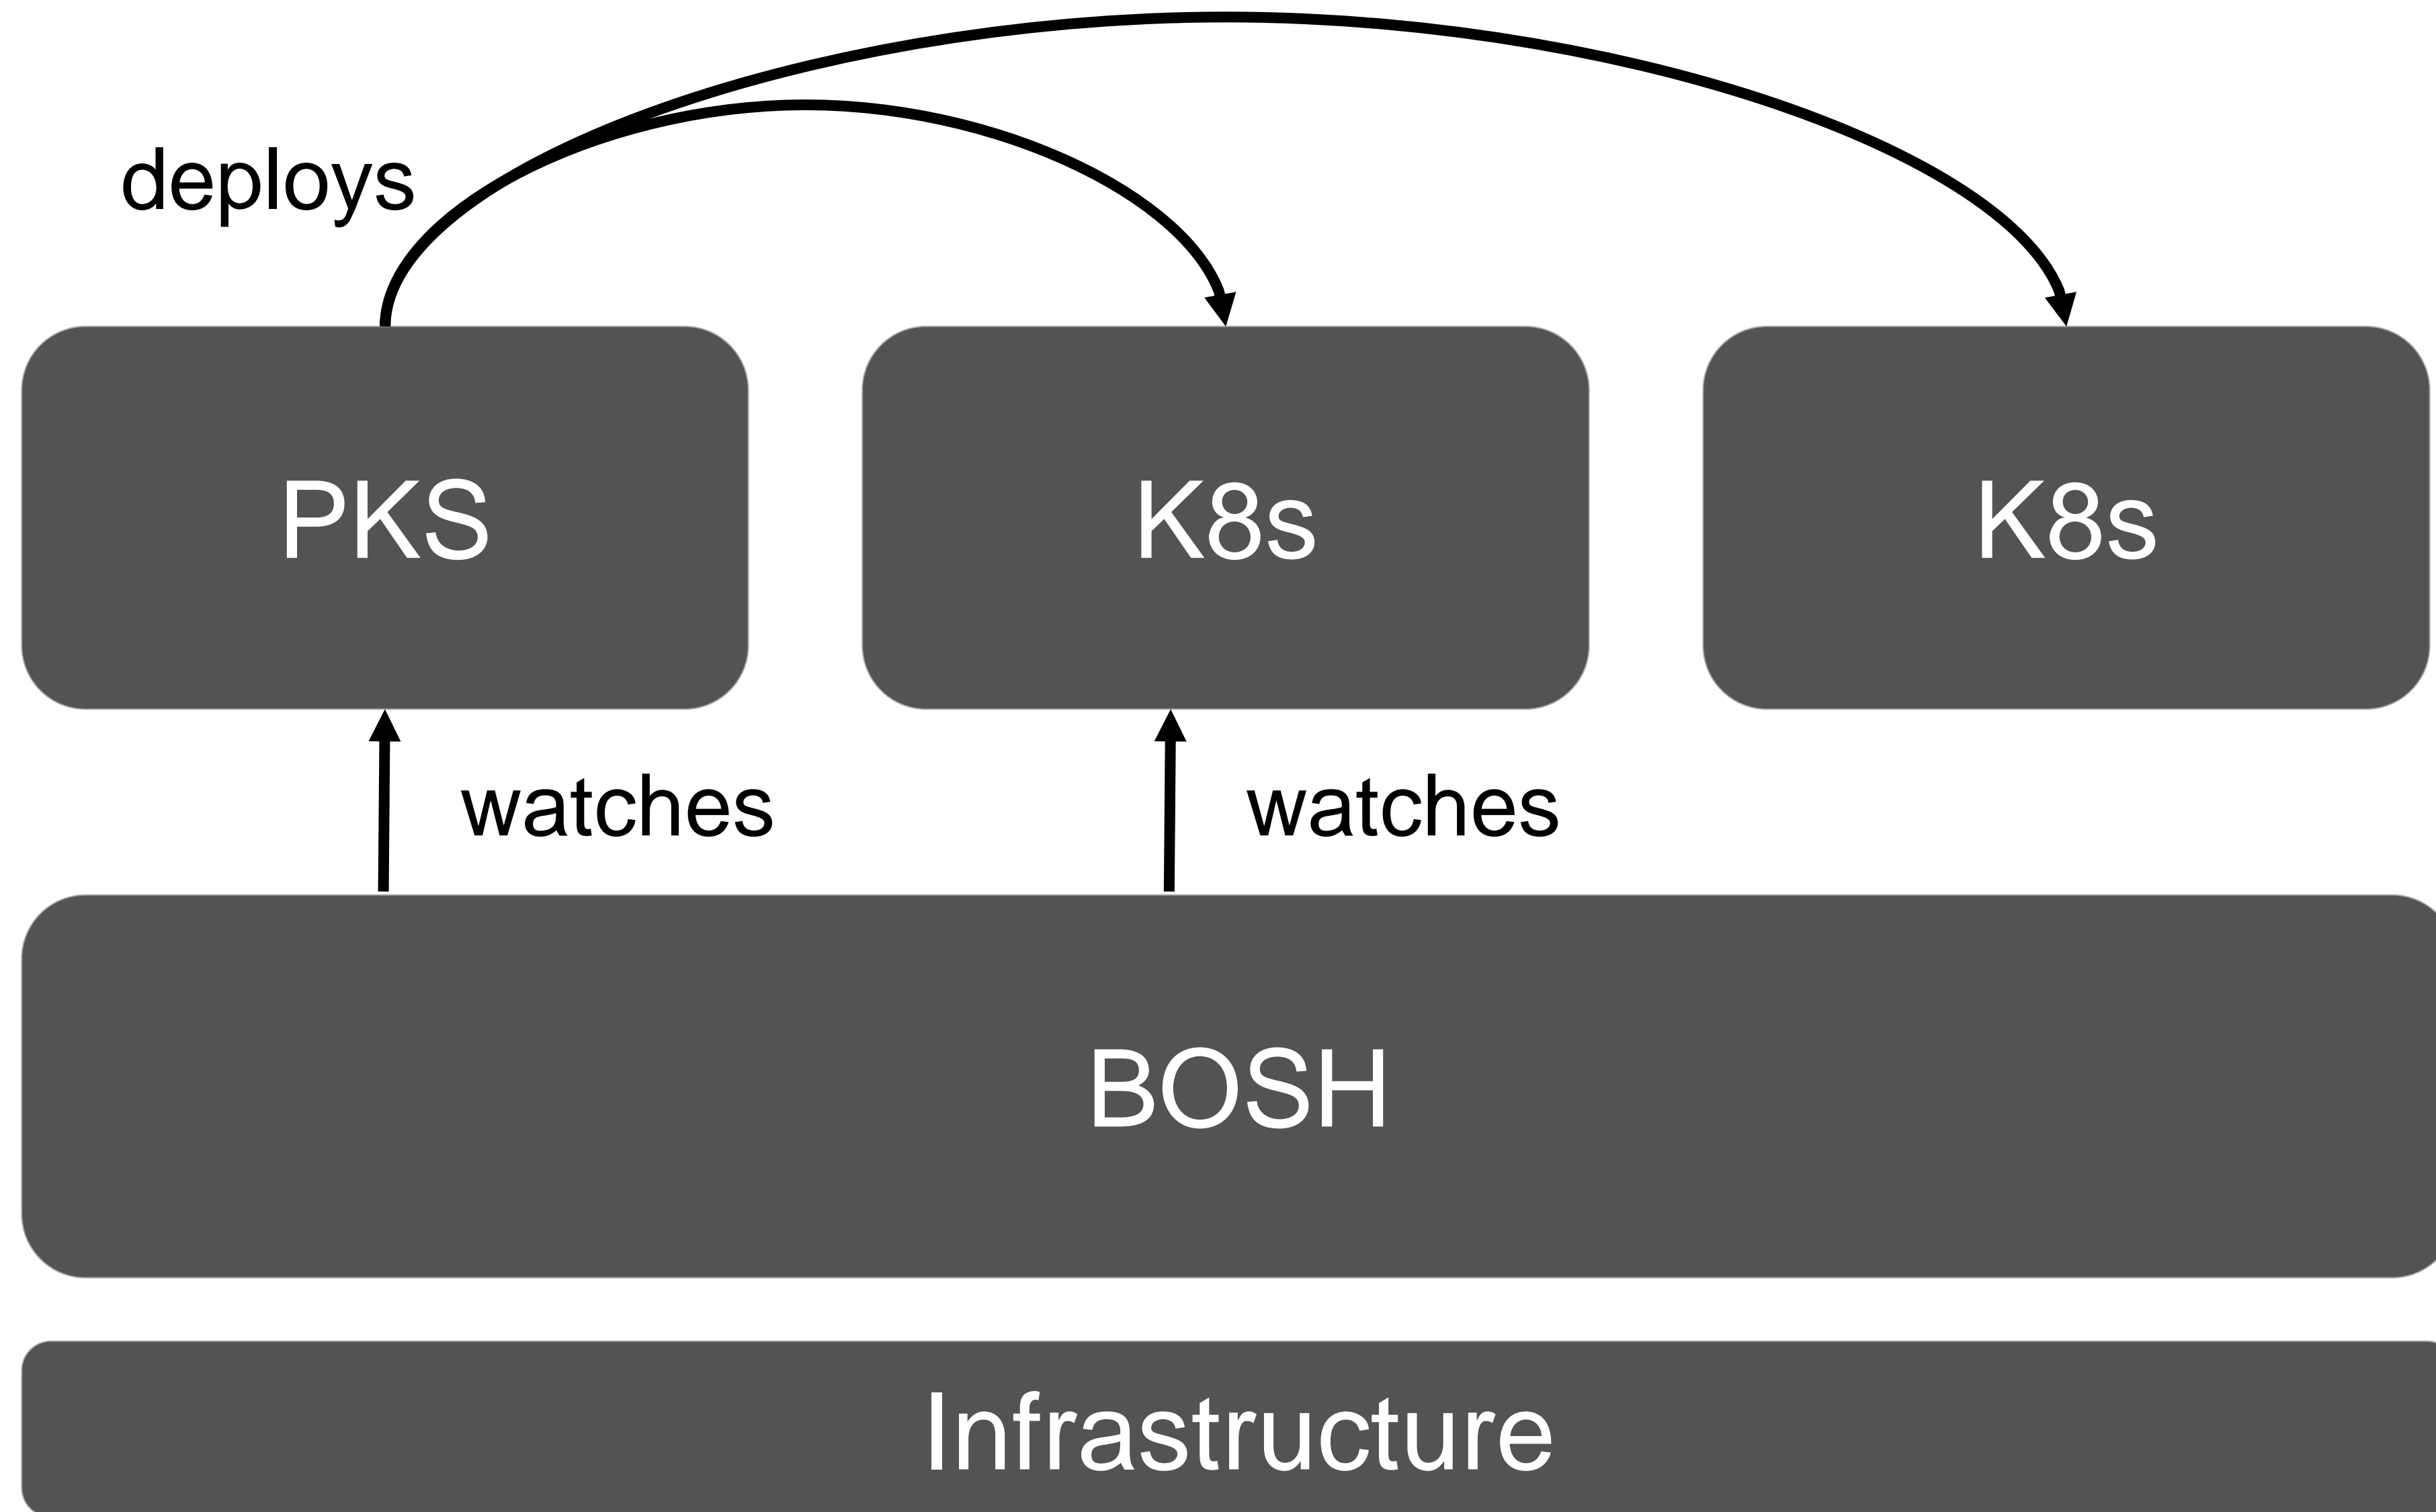 deploys
PKS
K8s
K8s
watches
watches
BOSH
Infrastructure